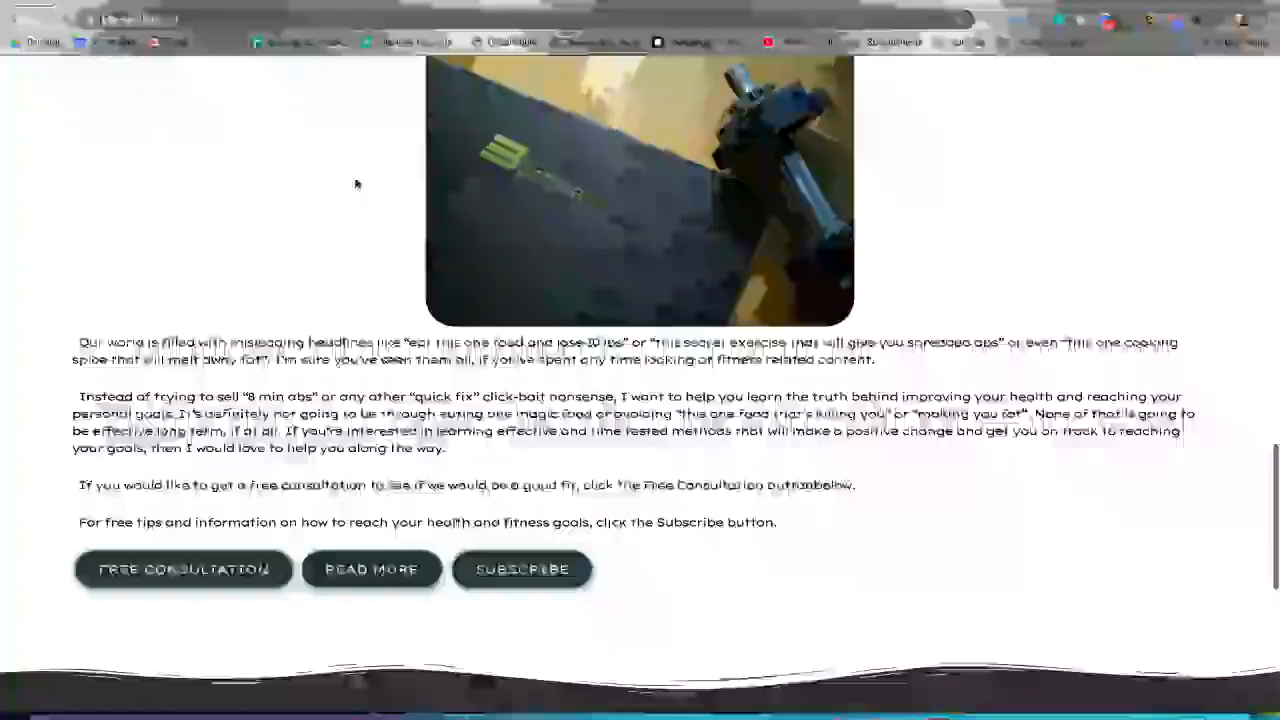 Our world is filled with misleading headlines like "eat this one food and lose 10 lbs" or "this secret exercise that will give you shredded abs" or even "this one cooking
spice that will melt away fat". I'm sure you've seen them all, if you've spent any time looking at fitness related content.
Instead of trying to sell "8 min abs" or any other "quick fix" click-bait nonsense, I want to help you learn the truth behind improving your health and reaching your
personal goals. It's definitely not going to be through eating one magic food or avoiding "this one food that's killing you" or "making you fat". None of that is going to
be effective long term, if at all. If you're interested in learning effective and time tested methods that will make a positive change and get you on track to reaching
your goals, then I would love to help you along the way.
If you would like to get a free consultation to see if we would be a good fit, click the Free Consultation button below.
For free tips and information on how to reach your health and fitness goals, click the Subscribe button.
FREE CONSULTATION READ MORE SUBSCRIBE